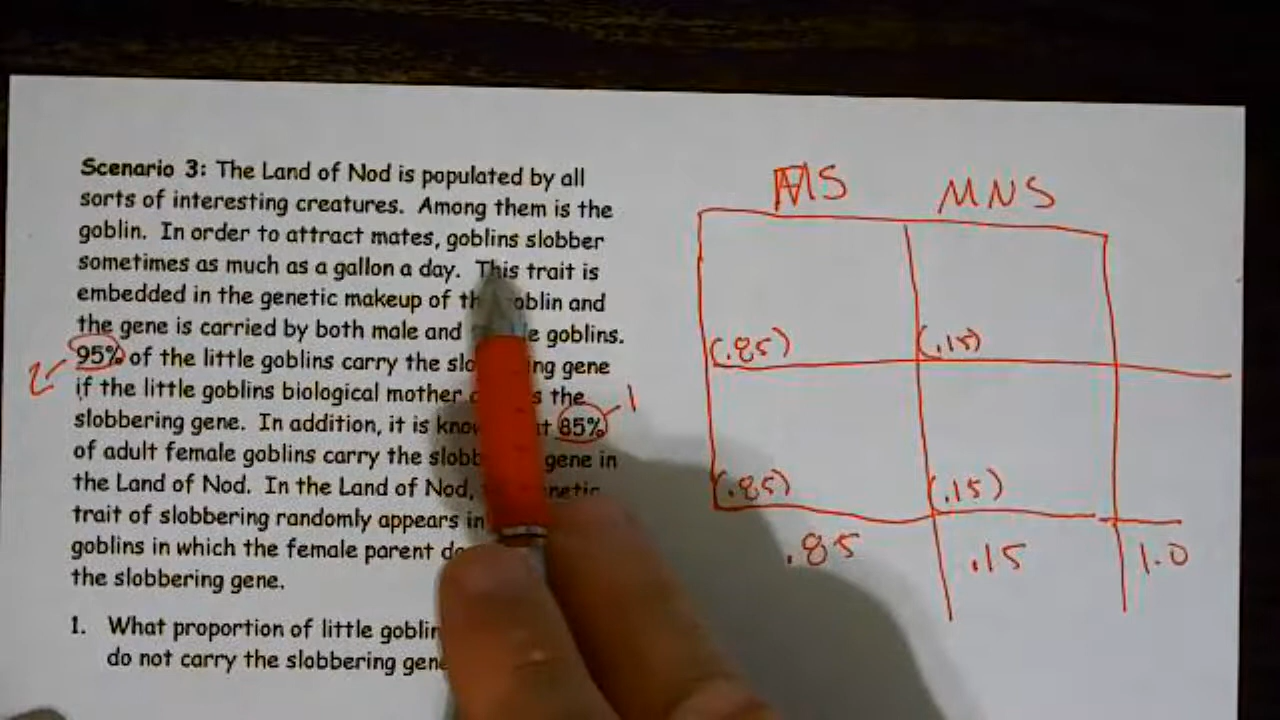 Scenario 3: The Land of Nod is populated by all
sorts of interesting creatures. Among them is the
goblin. In order to attract mates, goblins slobber
sometimes as much as a gallon a day. This trait is
embedded in the genetic makeup of goblin and
the gene is carried by both male and goblins.
95% of the little goblins carry the gene
if the little goblins biological mother the
slobbering gene. In addition, it is 85%
of adult female goblins carry the gene in
the Land of Nod. In the Land of Nod,
trait of slobbering randomly appears in
goblins in which the female parent
the slobbering gene.
1. What proportion of little
do not carry the slobbering
2
1
MS MNS
(.85) (.15)
(.85) (.15)
.85 .15 1.0